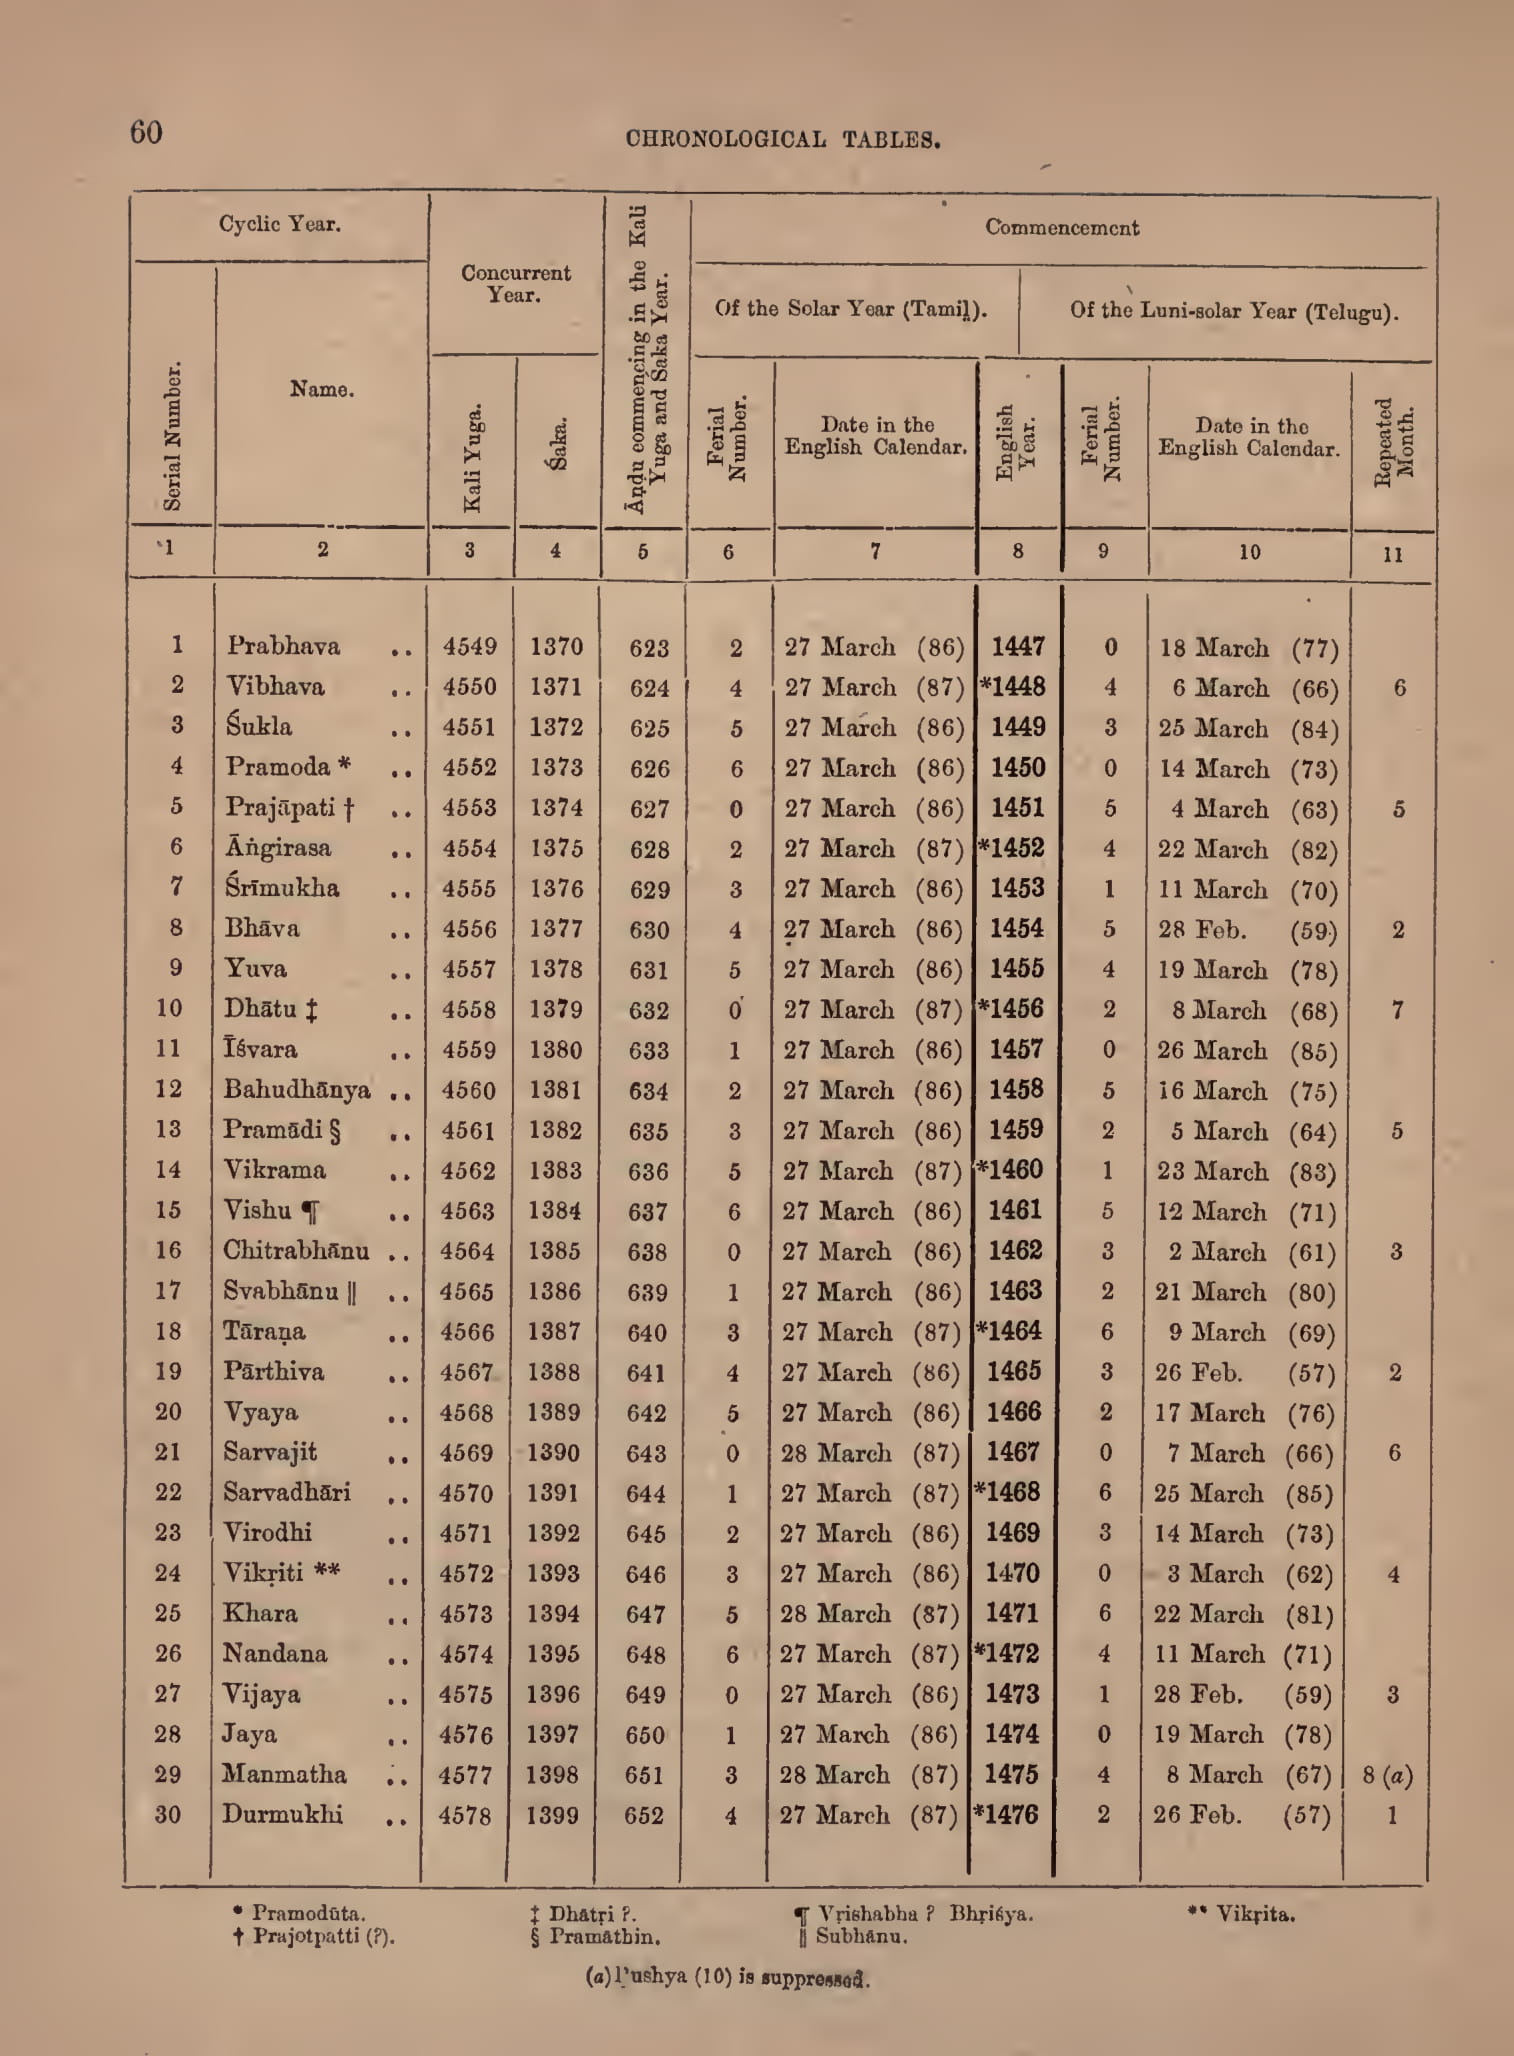 60
CHRONOLOGICAL TABLES.
Cyclic Year.
Concurrent
Year.
Āṇḍu commencing in the Kali
Yuga and Śaka Year.
Commencement
Of the Solar Year (Tamiḻ).
Of the Luni-solar Year (Telugu).
Serial Number.
Name.
Kali Yuga.
Śaka.
Ferial
Number.
Date in the
English Calendar.
English
Year.
Ferial
Number.
Date in the
English Calendar.
Repeated
Month.
1 2 3 4 5 6 7 8 9 10 11
1 Prabhava .. 4549 1370 623 2 27 March (86) 1447 0 18 March (77)
2 Vibhava .. 4550 1371 624 4 27 March (87) *1448 4 6 March (66) 6
3 Śukla .. 4551 1372 625 5 27 March (86) 1449 3 25 March (84)
4 Pramoda * .. 4552 1373 626 6 27 March (86) 1450 0 14 March (73)
5 Prajāpati † .. 4553 1374 627 0 27 March (86) 1451 5 4 March (63) 5
6 Āṅgirasa .. 4554 1375 628 2 27 March (87) *1452 4 22 March (82)
7 Śrīmukha .. 4555 1376 629 3 27 March (86) 1453 1 11 March (70)
8 Bhāva .. 4556 1377 630 4 27 March (86) 1454 5 28 Feb. (59) 2
9 Yuva .. 4557 1378 631 5 27 March (86) 1455 4 19 March (78)
10 Dhātu ‡ .. 4558 1379 632 0 27 March (87) *1456 2 8 March (68) 7
11 Īśvara .. 4559 1380 633 1 27 March (86) 1457 0 26 March (85)
12 Bahudhānya .. 4560 1381 634 2 27 March (86) 1458 5 16 March (75)
13 Pramādi § .. 4561 1382 635 3 27 March (86) 1459 2 5 March (64) 5
14 Vikrama .. 4562 1383 636 5 27 March (87) *1460 1 23 March (83)
15 Vishu ¶ .. 4563 1384 637 6 27 March (86) 1461 5 12 March (71)
16 Chitrabhānu .. 4564 1385 638 0 27 March (86) 1462 3 2 March (61) 3
17 Svabhānu ‖ .. 4565 1386 639 1 27 March (86) 1463 2 21 March (80)
18 Tāraṇa .. 4566 1387 640 3 27 March (87) *1464 6 9 March (69)
19 Pārthiva .. 4567 1388 641 4 27 March (86) 1465 3 26 Feb. (57) 2
20 Vyaya .. 4568 1389 642 5 27 March (86) 1466 2 17 March (76)
21 Sarvajit .. 4569 1390 643 0 28 March (87) 1467 0 7 March (66) 6
22 Sarvadhāri .. 4570 1391 644 1 27 March (87) *1468 6 25 March (85)
23 Virodhi .. 4571 1392 645 2 27 March (86) 1469 3 14 March (73)
24 Vikṛiti ** .. 4572 1393 646 3 27 March (86) 1470 0 3 March (62) 4
25 Khara .. 4573 1394 647 5 28 March (87) 1471 6 22 March (81)
26 Nandana .. 4574 1395 648 6 27 March (87) *1472 4 11 March (71)
27 Vijaya .. 4575 1396 649 0 27 March (86) 1473 1 28 Feb. (59) 3
28 Jaya .. 4576 1397 650 1 27 March (86) 1474 0 19 March (78)
29 Manmatha .. 4577 1398 651 3 28 March (87) 1475 4 8 March (67) 8 (a)
30 Durmukhi .. 4578 1399 652 4 27 March (87) *1476 2 26 Feb. (57) 1
* Pramodūta. ‡ Dhātṛi ?. ¶ Vṛishabha ? Bhṛiśya. ** Vikṛita.
† Prajotpatti (?). § Pramāthin. ‖ Subhānu.
(a) Pushya (10) is suppressed.